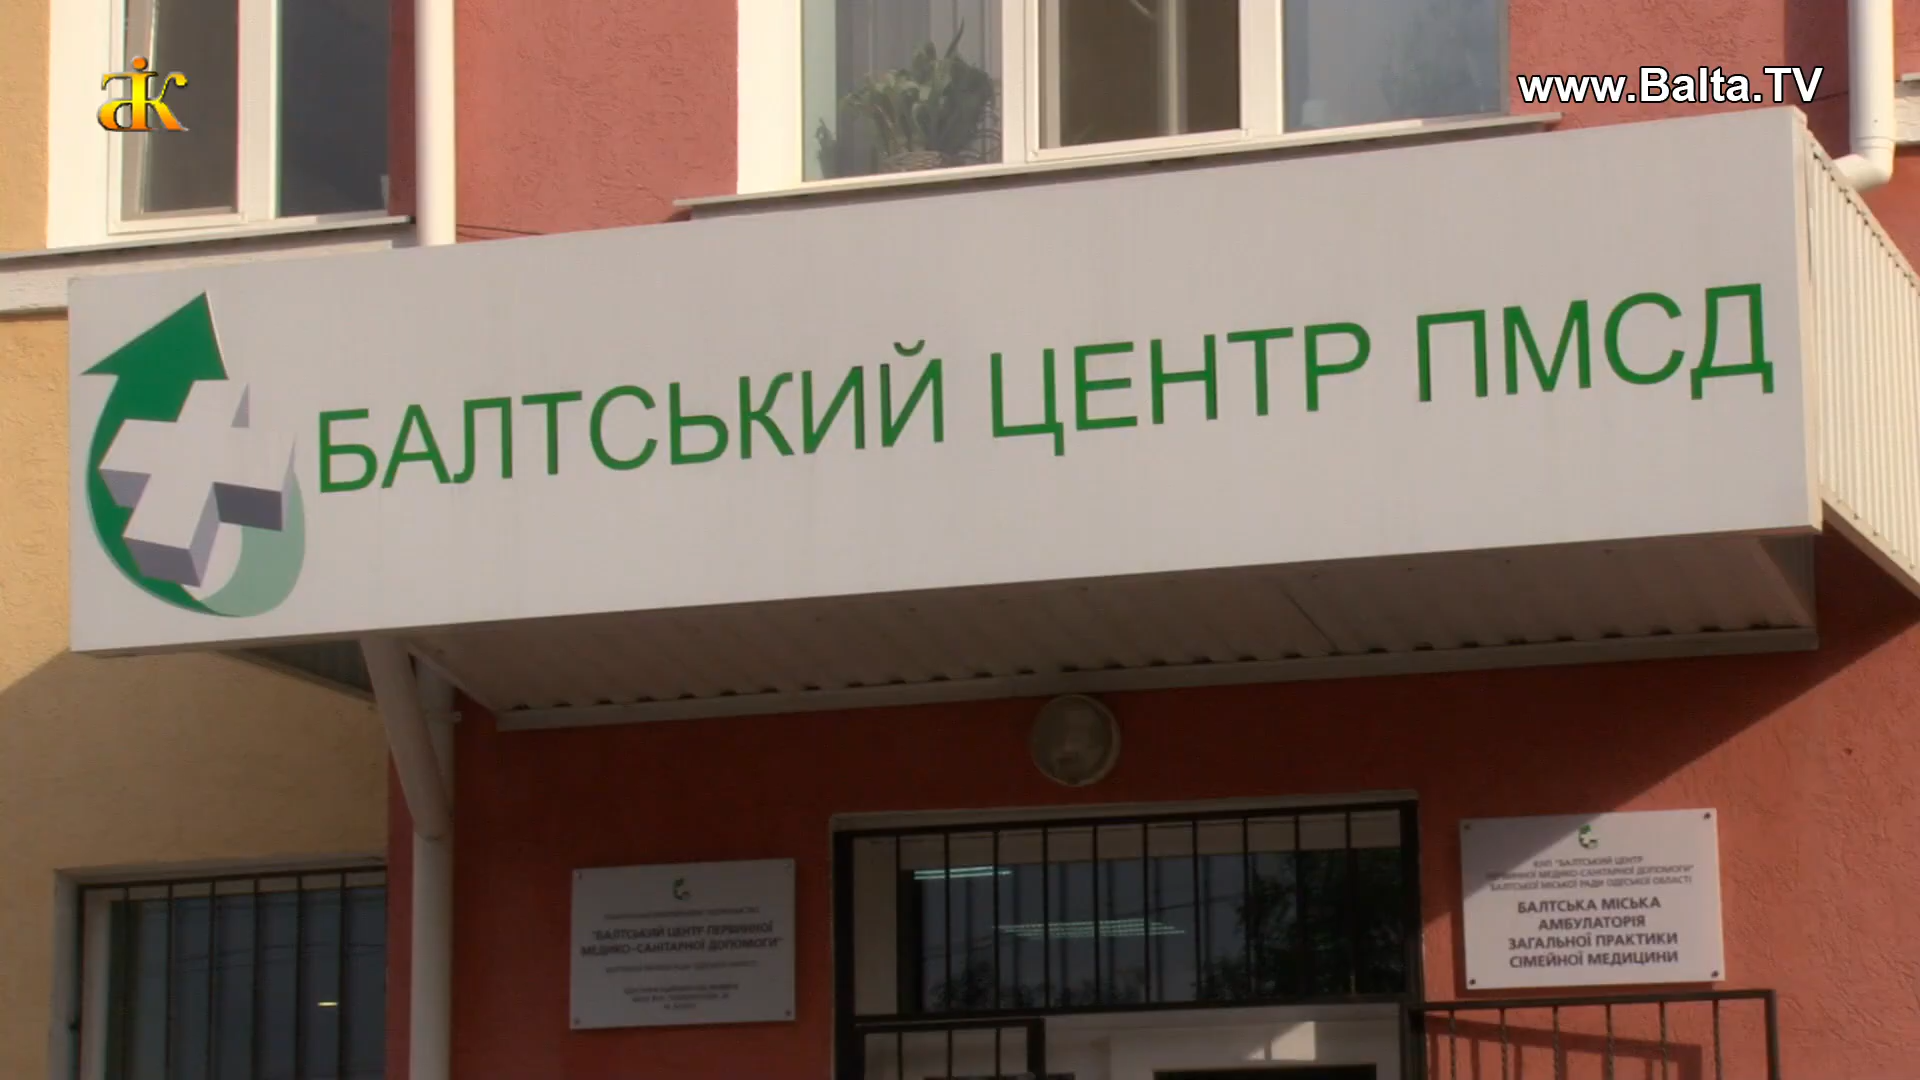 www.Balta.TV
БАЛТСЬКИЙ ЦЕНТР ПМСД
"БАЛТСЬКИЙ ЦЕНТР ПЕРВИННОЇ
МЕДИКО-САНІТАРНОЇ ДОПОМОГИ"
КНП "БАЛТСЬКИЙ ЦЕНТР
ПЕРВИННОЇ МЕДИКО-САНІТАРНОЇ ДОПОМОГИ"
БАЛТСЬКОЇ МІСЬКОЇ РАДИ ОДЕСЬКОЇ ОБЛАСТІ
БАЛТСЬКА МІСЬКА
АМБУЛАТОРІЯ
ЗАГАЛЬНОЇ ПРАКТИКИ
СІМЕЙНОЇ МЕДИЦИНИ